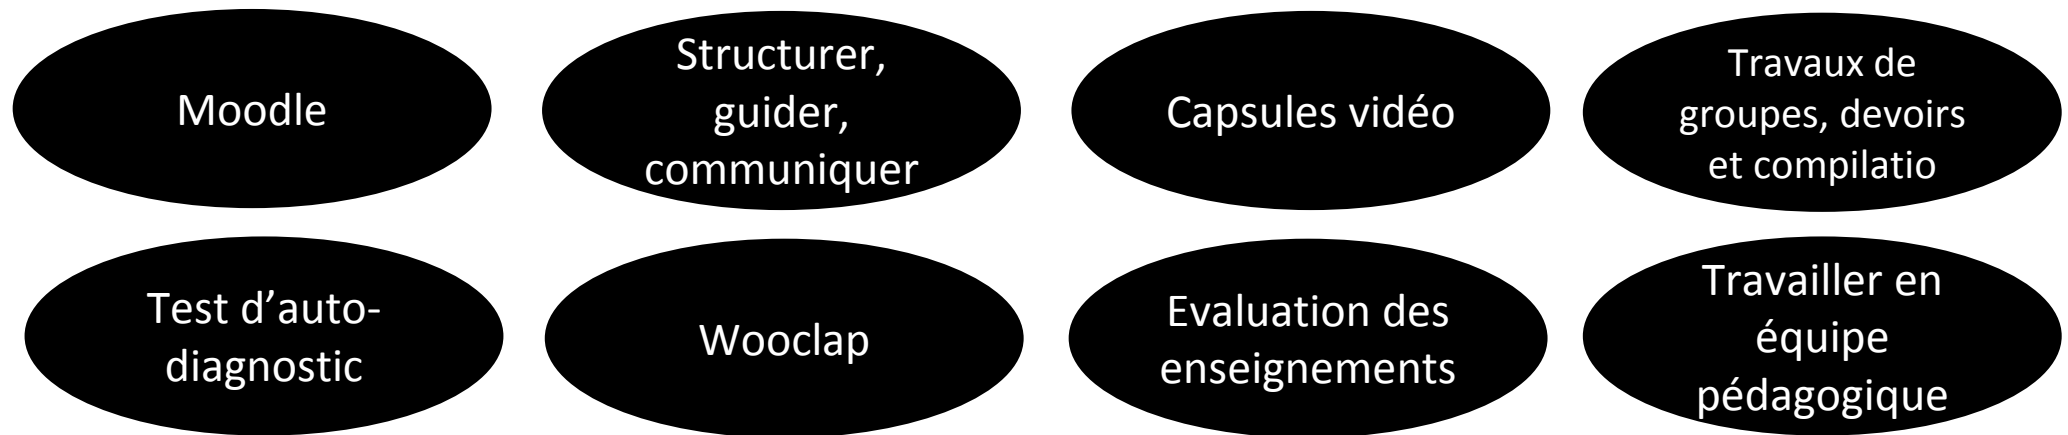 Moodle
Structurer,
guider,
communiquer
Capsules vidéo
Travaux de
groupes, devoirs
et compilatio
Test d’auto-
diagnostic
Wooclap
Evaluation des
enseignements
Travailler en
équipe
pédagogique